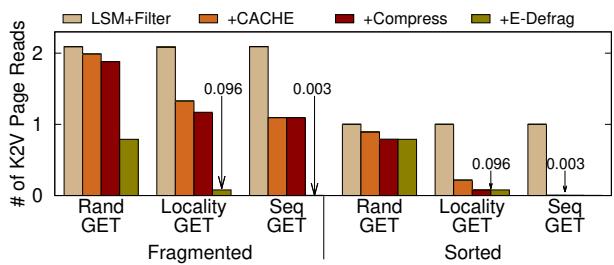 LSM+Filter +CACHE +Compress +E-Defrag
# of K2V Page Reads
2
1
0
0.096 0.003
0.096 0.003
Rand GET
Locality GET
Seq GET
Rand GET
Locality GET
Seq GET
Fragmented Sorted